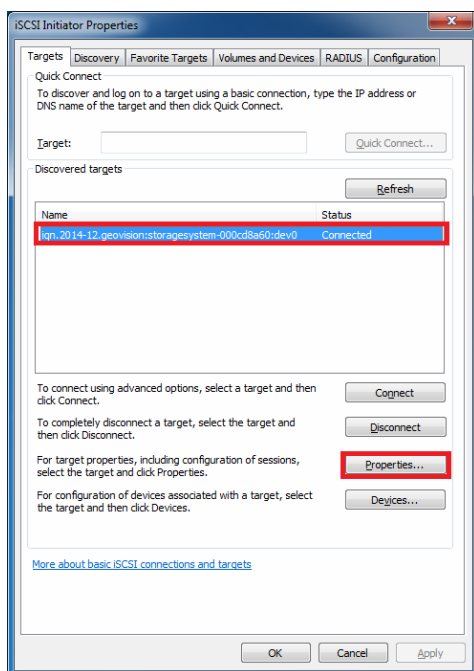 iSCSI Initiator Properties
Targets Discovery Favorite Targets Volumes and Devices RADIUS Configuration
Quick Connect
To discover and log on to a target using a basic connection, type the IP address or
DNS name of the target and then click Quick Connect.
Target:
Quick Connect...
Discovered targets
Refresh
Name Status
iqn.2014-12.geovision:storagesystem-000cd8a60:dev0 Connected
To connect using advanced options, select a target and then
click Connect.
Connect
To completely disconnect a target, select the target and
then click Disconnect.
Disconnect
For target properties, including configuration of sessions,
select the target and click Properties.
Properties...
For configuration of devices associated with a target, select
the target and then click Devices.
Devices...
More about basic iSCSI connections and targets
OK Cancel Apply